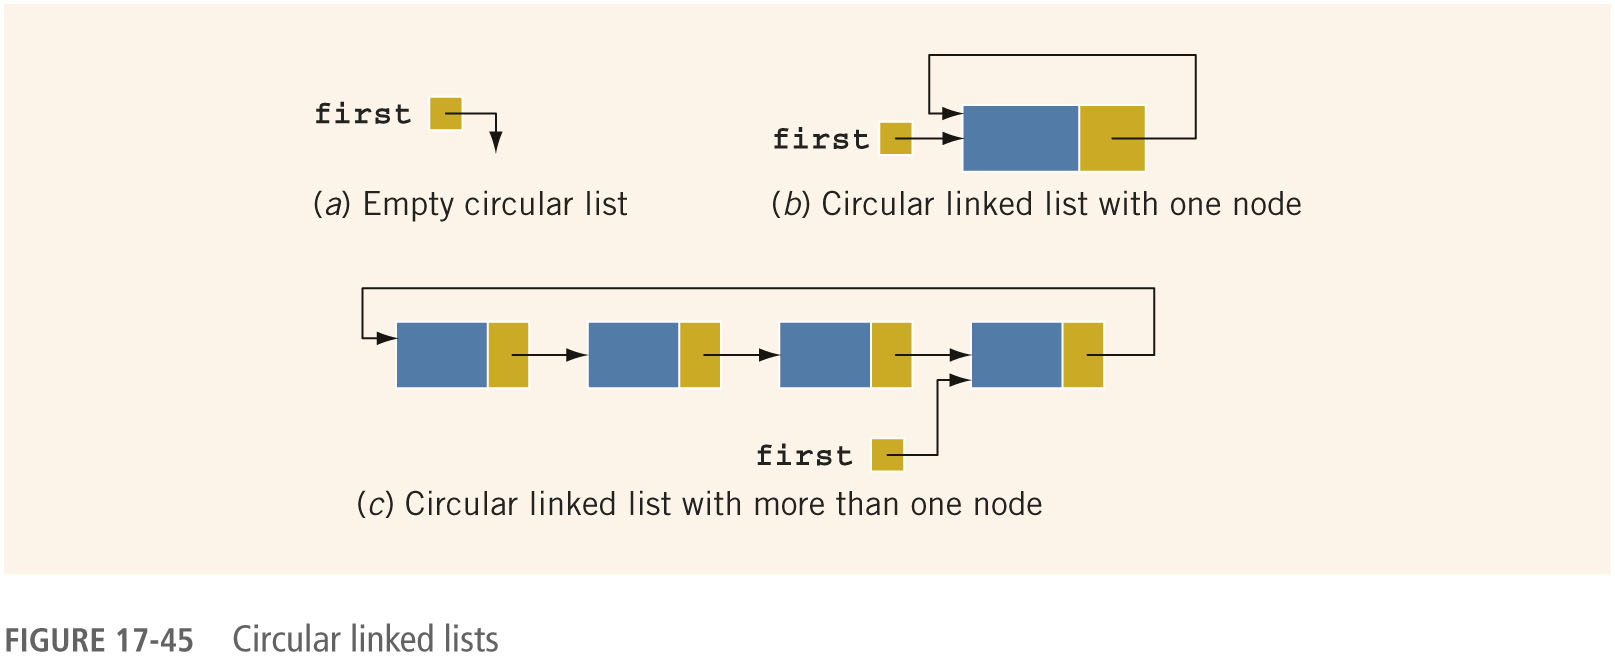 first
(a) Empty circular list
first
(b) Circular linked list with one node
first
(c) Circular linked list with more than one node
FIGURE 17-45 Circular linked lists